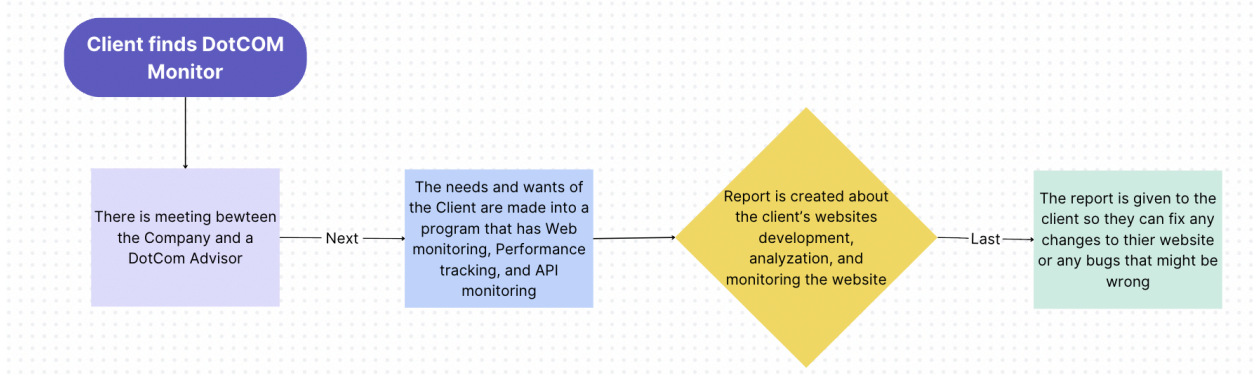 Client finds DotCOM
Monitor
There is meeting bewteen
the Company and a
DotCom Advisor
Next
The needs and wants of
the Client are made into a
program that has Web
monitoring, Performance
tracking, and API
monitoring
Report is created about
the client's websites
development,
analyzation, and
monitoring the website
Last
The report is given to the
client so they can fix any
changes to thier website
or any bugs that might be
wrong